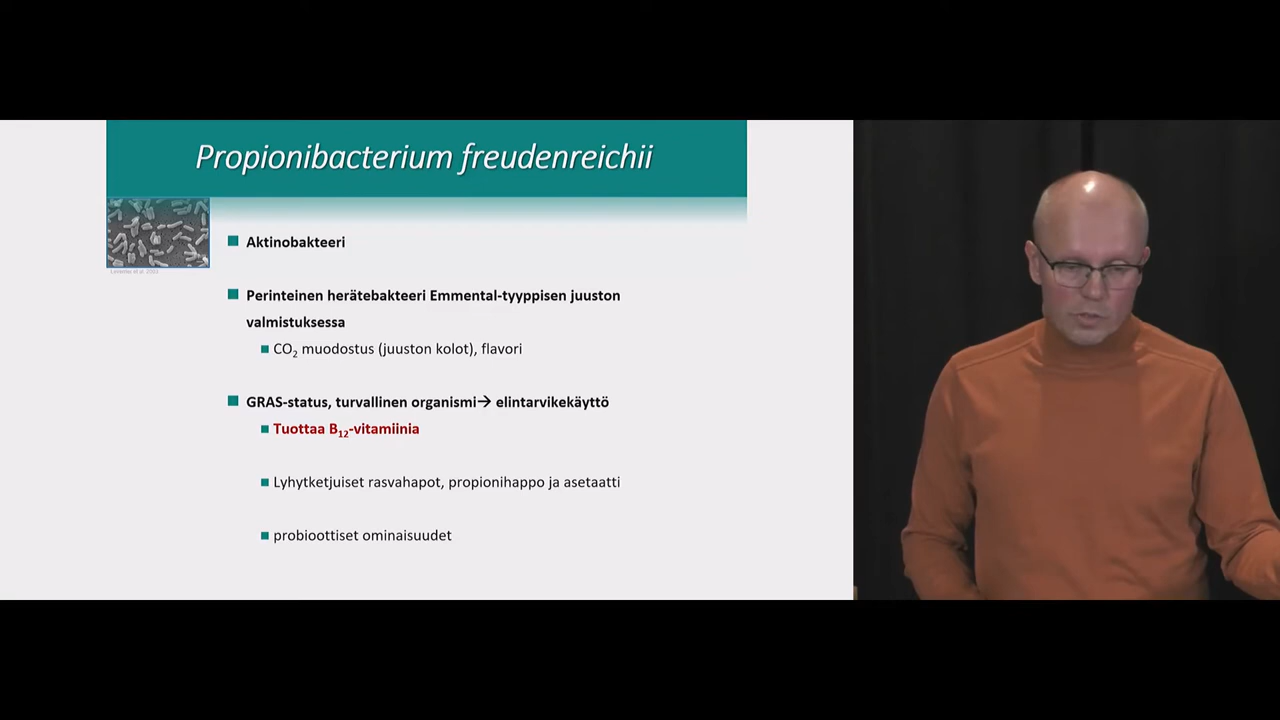 Propionibacterium freudenreichii
Aktinobakteeri
Perinteinen herätebakteeri Emmental-tyyppisen juuston
valmistuksessa
CO₂ muodostus (juuston kolot), flavori
GRAS-status, turvallinen organismi→ elintarvikekäyttö
Tuottaa B₁₂-vitamiinia
Lyhytketjuiset rasvahapot, propionihappo ja asetaatti
probioottiset ominaisuudet